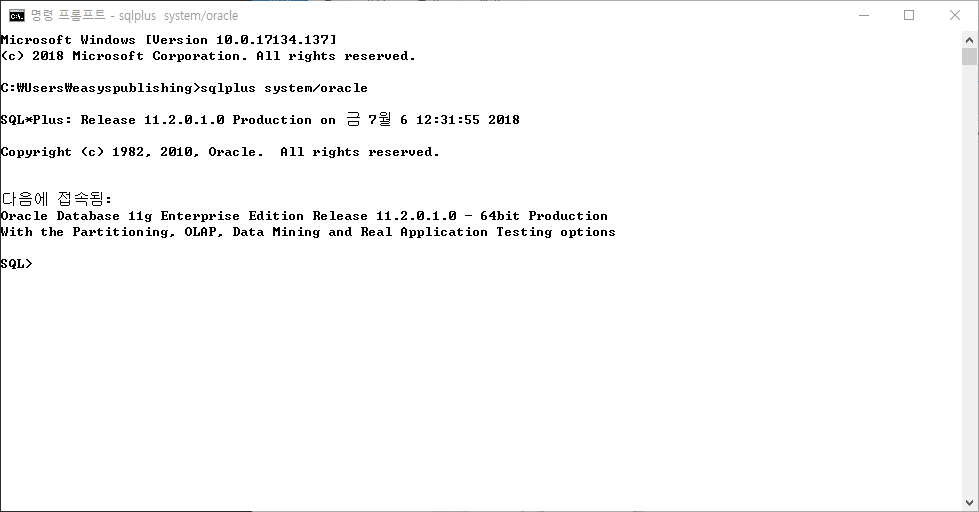 명령 프롬프트 - sqlplus  system/oracle
Microsoft Windows [Version 10.0.17134.137]
(c) 2018 Microsoft Corporation. All rights reserved.
C:₩Users₩easyspublishing>sqlplus system/oracle
SQL*Plus: Release 11.2.0.1.0 Production on 금 7월 6 12:31:55 2018
Copyright (c) 1982, 2010, Oracle.  All rights reserved.
다음에 접속됨:
Oracle Database 11g Enterprise Edition Release 11.2.0.1.0 - 64bit Production
With the Partitioning, OLAP, Data Mining and Real Application Testing options
SQL>